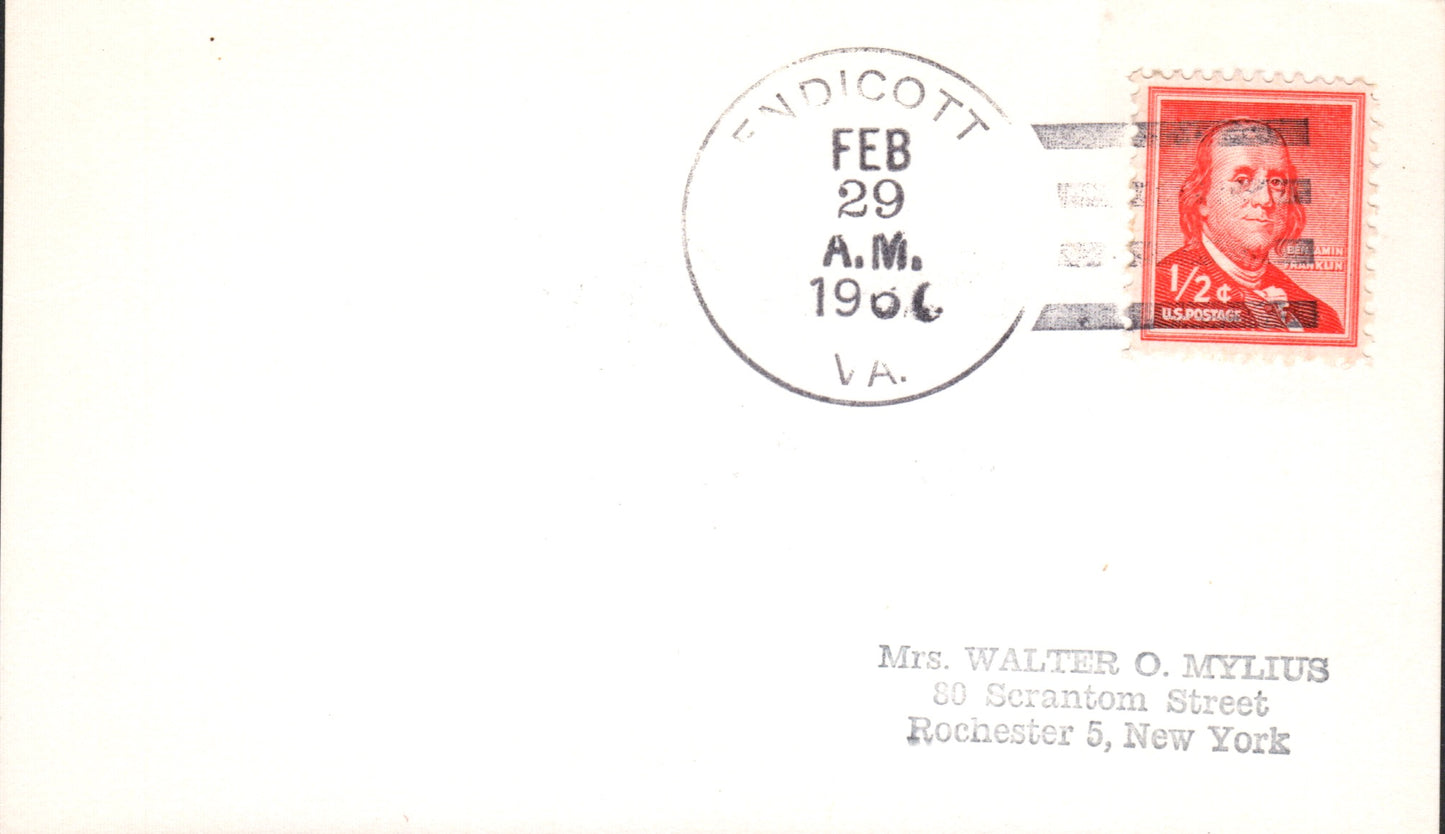 ENDICOTT
FEB
29
A.M.
VA.
BENJAMIN
FRANKLIN
1/2 ¢
U.S. POSTAGE
Mrs. WALTER O. MYLIUS
80 Scrantom Street
Rochester 5, New York